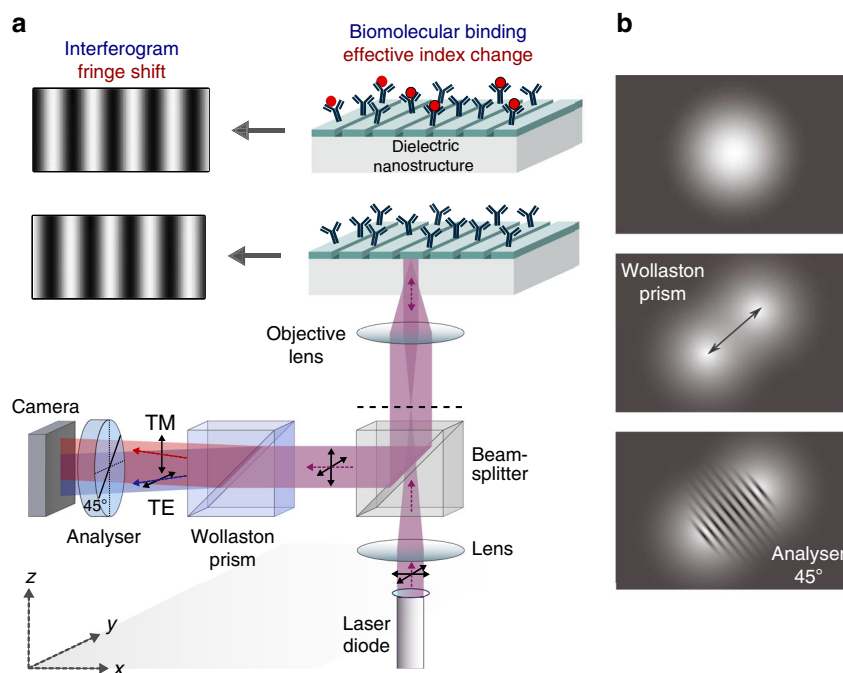 a
Interferogram
fringe shift
Biomolecular binding
effective index change
Dielectric
nanostructure
Objective
lens
Camera
TM
TE
45°
Analyser
Wollaston
prism
Beam-
splitter
Lens
Laser
diode
z
y
x
b
Wollaston
prism
Analyser
45°